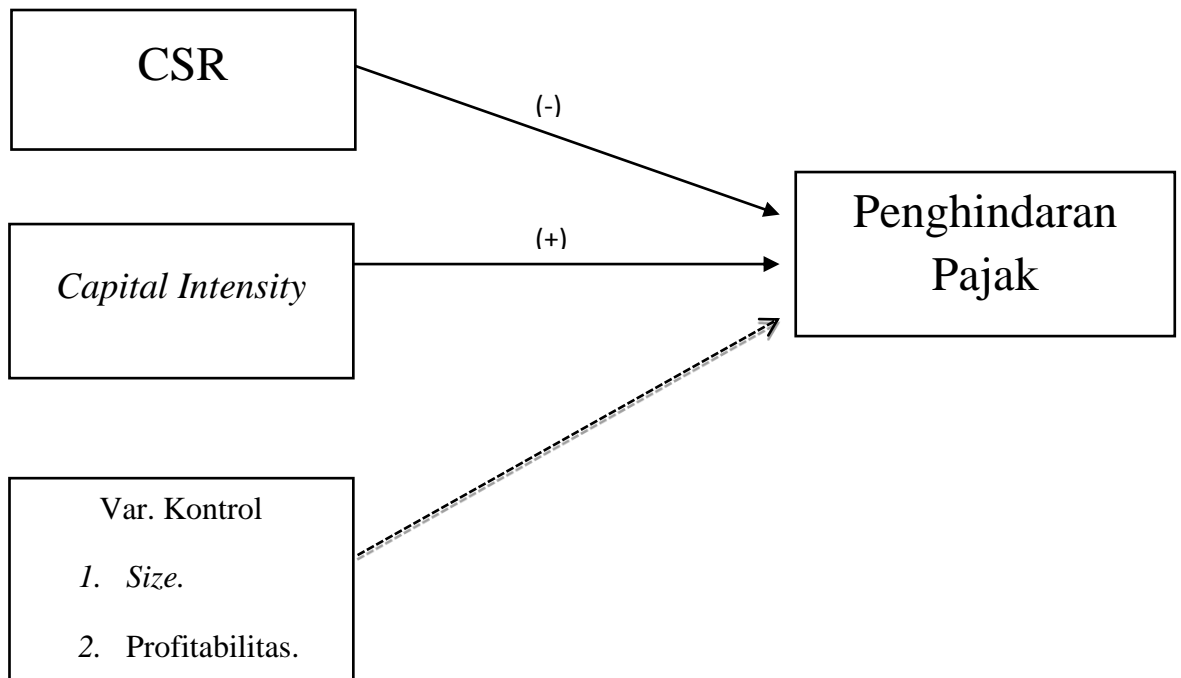 CSR
(-)
Penghindaran
Pajak
(+)
Capital Intensity
Var. Kontrol
1. Size.
2. Profitabilitas.